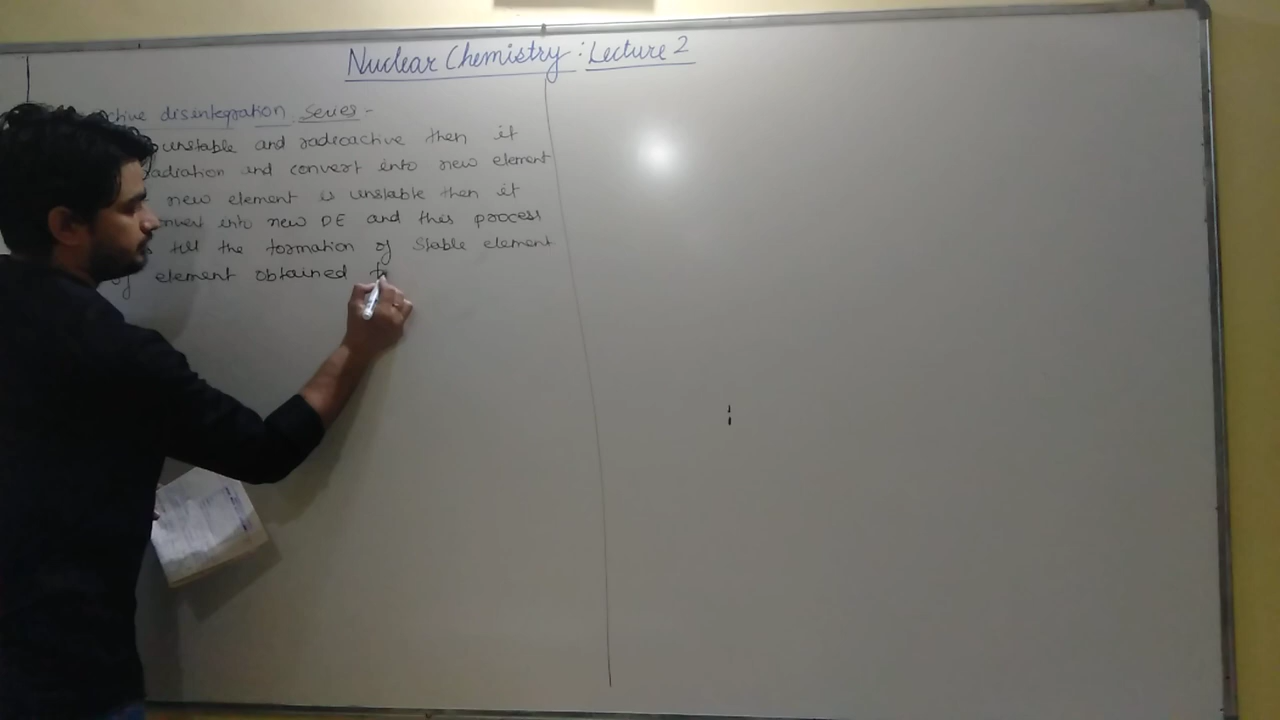 Nuclear Chemistry : Lecture 2
disintegration Series -
unstable and radioactive then it
and convert into new element
new element is unstable then it
into new DE and this process
till the formation of stable element
of element obtained